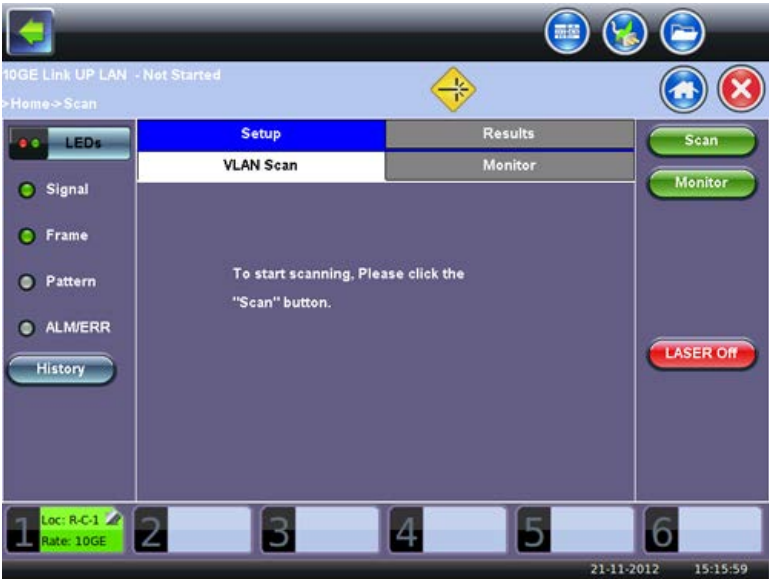 10GE Link UP LAN - Not Started
>Home->Scan
LEDs
Signal
Frame
Pattern
ALM/ERR
History
Setup
Results
VLAN Scan
Monitor
To start scanning, Please click the
"Scan" button.
Scan
Monitor
LASER Off
1 Loc: R-C-1
Rate: 10GE
2
3
4
5
6
21-11-2012 15:15:59